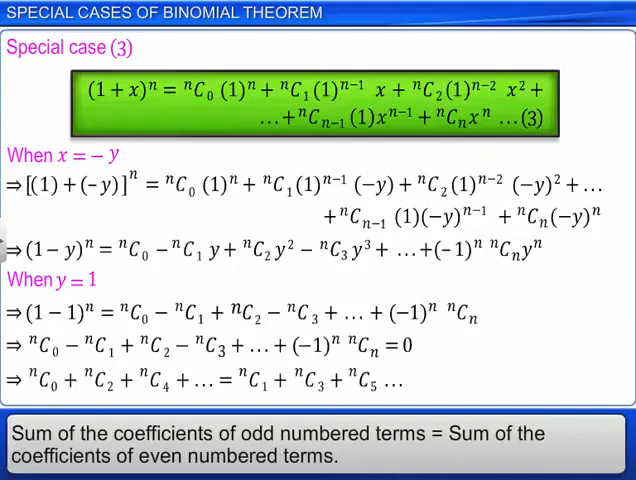 SPECIAL CASES OF BINOMIAL THEOREM
Special case (3)
(1 + x)ⁿ = ⁿC₀ (1)ⁿ + ⁿC₁(1)ⁿ⁻¹ x + ⁿC₂(1)ⁿ⁻² x² +
… + ⁿCₙ₋₁(1)xⁿ⁻¹ + ⁿCₙxⁿ …(3)
When x = – y
⇒ [(1) + (– y)]ⁿ = ⁿC₀ (1)ⁿ + ⁿC₁(1)ⁿ⁻¹ (–y) + ⁿC₂(1)ⁿ⁻² (–y)² + …
+ ⁿCₙ₋₁ (1)(–y)ⁿ⁻¹ + ⁿCₙ(–y)ⁿ
⇒ (1 – y)ⁿ = ⁿC₀ – ⁿC₁ y + ⁿC₂ y² – ⁿC₃ y³ + … +(–1)ⁿ ⁿCₙyⁿ
When y = 1
⇒ (1 – 1)ⁿ = ⁿC₀ – ⁿC₁ + ⁿC₂ – ⁿC₃ + … + (–1)ⁿ ⁿCₙ
⇒ ⁿC₀ – ⁿC₁ + ⁿC₂ – ⁿC₃ + … + (–1)ⁿ ⁿCₙ = 0
⇒ ⁿC₀ + ⁿC₂ + ⁿC₄ + … = ⁿC₁ + ⁿC₃ + ⁿC₅ …
Sum of the coefficients of odd numbered terms = Sum of the
coefficients of even numbered terms.